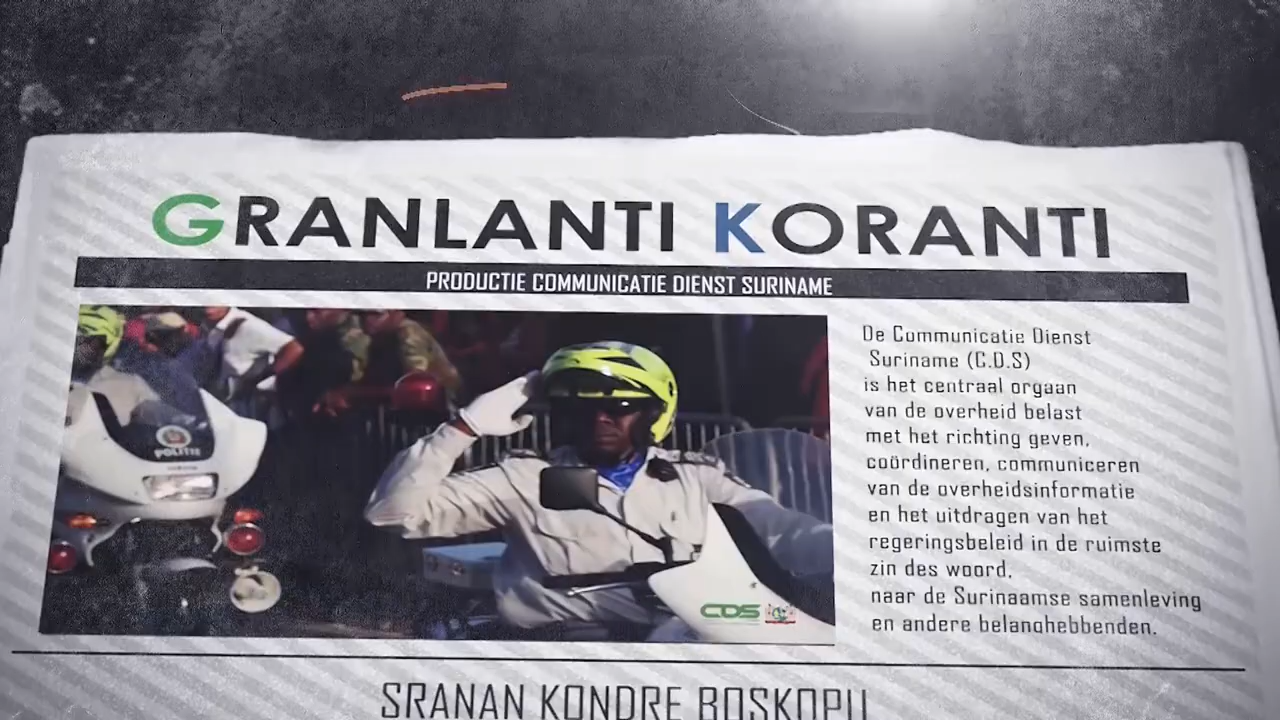 GRANLANTI KORANTI
PRODUCTIE COMMUNICATIE DIENST SURINAME
POLITIE
CDS
De Communicatie Dienst
Suriname (C.D.S)
is het centraal orgaan
van de overheid belast
met het richting geven,
coördineren, communiceren
van de overheidsinformatie
en het uitdragen van het
regeringsbeleid in de ruimste
zin des woord,
naar de Surinaamse samenleving
en andere belanghebbenden.
SRANAN KONDRE BOSKOPU